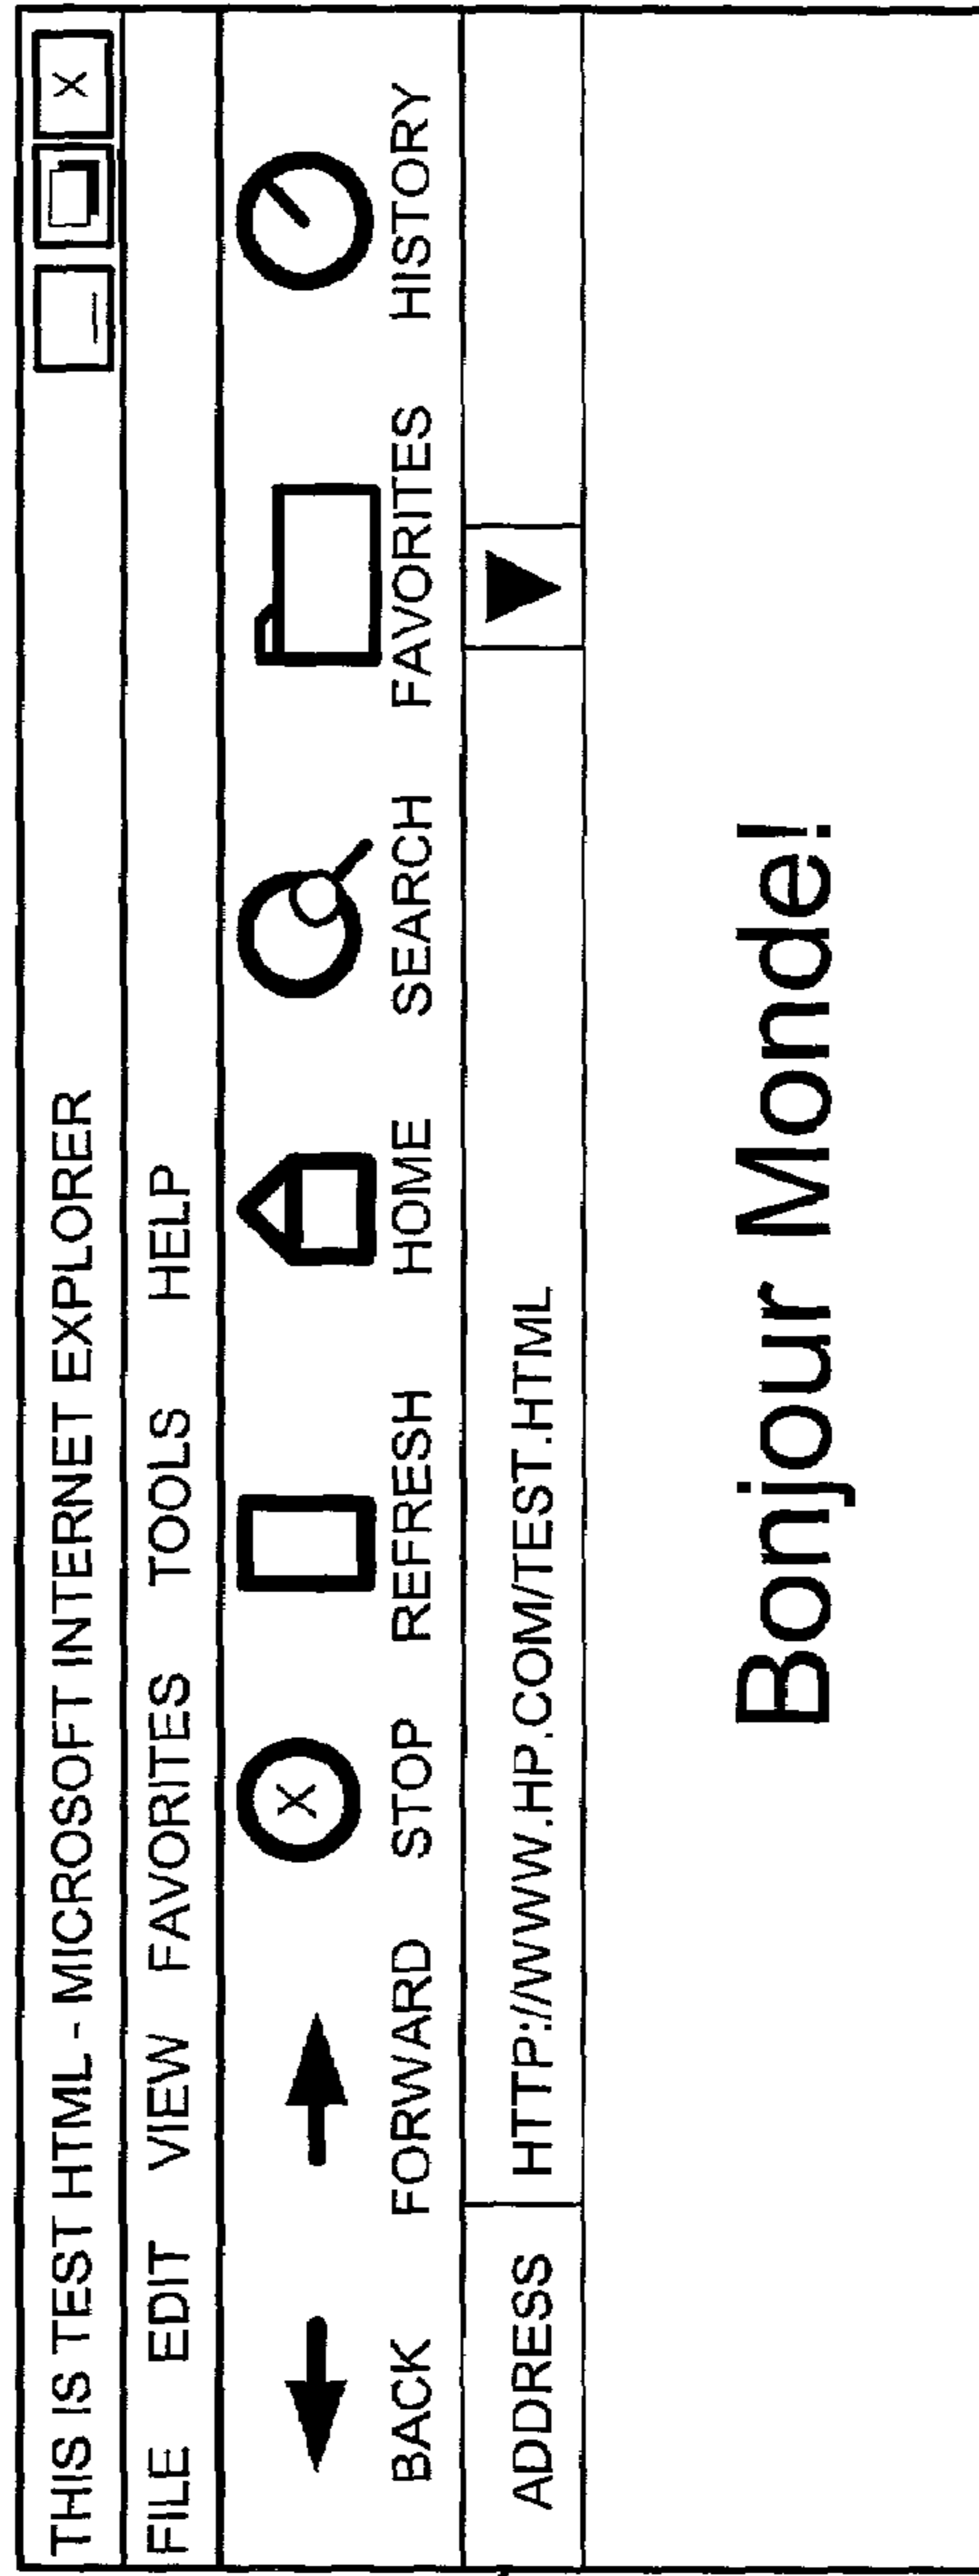 THIS IS TEST HTML - MICROSOFT INTERNET EXPLORER X
FILE EDIT VIEW FAVORITES TOOLS HELP
X
BACK FORWARD STOP REFRESH HOME SEARCH FAVORITES HISTORY
ADDRESS HTTP://WWW.HP.COM/TEST.HTML
Bonjour Monde!